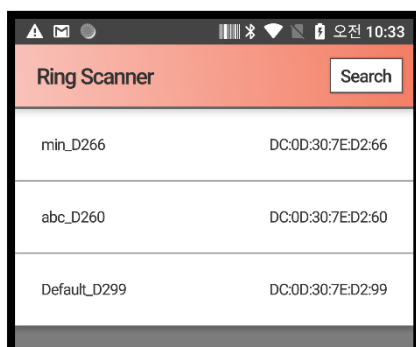 오전 10:33
Ring Scanner Search
min_D266 DC:0D:30:7E:D2:66
abc_D260 DC:0D:30:7E:D2:60
Default_D299 DC:0D:30:7E:D2:99